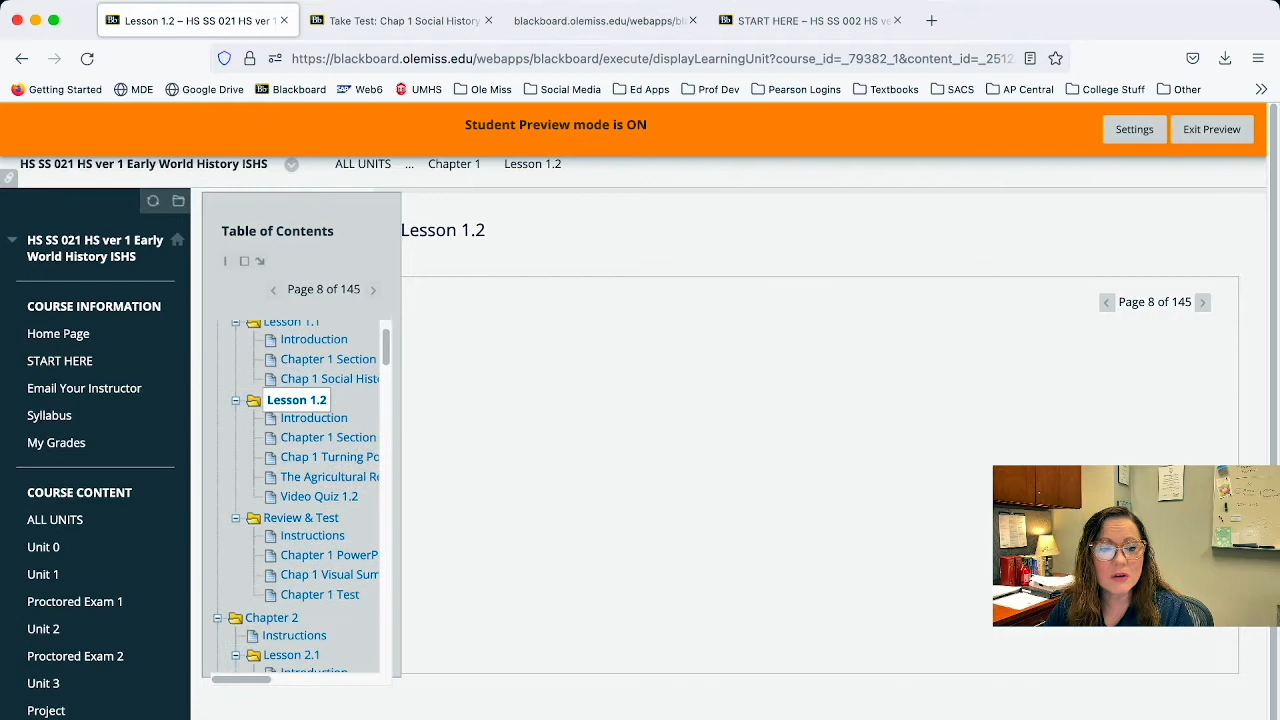 Lesson 1.2 – HS SS 021 HS ver 1
Take Test: Chap 1 Social History
blackboard.olemiss.edu/webapps/bl
START HERE – HS SS 002 HS ve
https://blackboard.olemiss.edu/webapps/blackboard/execute/displayLearningUnit?course_id=_79382_1&content_id=_2512
Getting Started
MDE
Google Drive
Blackboard
Web6
UMHS
Ole Miss
Social Media
Ed Apps
Prof Dev
Pearson Logins
Textbooks
SACS
AP Central
College Stuff
Other
Student Preview mode is ON
Settings
Exit Preview
HS SS 021 HS ver 1 Early World History ISHS
ALL UNITS
...
Chapter 1
Lesson 1.2
HS SS 021 HS ver 1 Early
World History ISHS
COURSE INFORMATION
Home Page
START HERE
Email Your Instructor
Syllabus
My Grades
COURSE CONTENT
ALL UNITS
Unit 0
Unit 1
Proctored Exam 1
Unit 2
Proctored Exam 2
Unit 3
Project
Table of Contents
Page 8 of 145
Lesson 1.1
Introduction
Chapter 1 Section
Chap 1 Social Histo
Lesson 1.2
Introduction
Chapter 1 Section
Chap 1 Turning Po
The Agricultural Re
Video Quiz 1.2
Review & Test
Instructions
Chapter 1 PowerP
Chap 1 Visual Sum
Chapter 1 Test
Chapter 2
Instructions
Lesson 2.1
Introduction
Lesson 1.2
Page 8 of 145